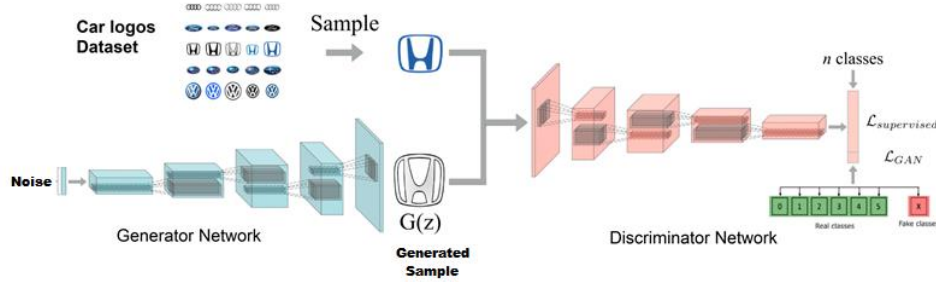 Car logos
Dataset
Sample
n classes
ℒsupervised
ℒGAN
Noise
G(z)
0 1 2 3 4 5 X
Real classes Fake classe
Generator Network
Generated
Sample
Discriminator Network